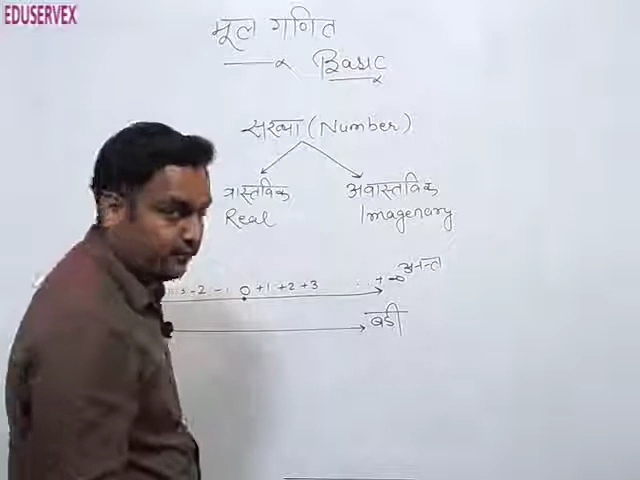 EDUSERVEX
मूल गणित
Basic
संख्या (Number)
वास्तविक अवास्तविक
Real Imagenary
-2 -1 0 +1 +2 +3 ... +∞ अनन्त
बडी